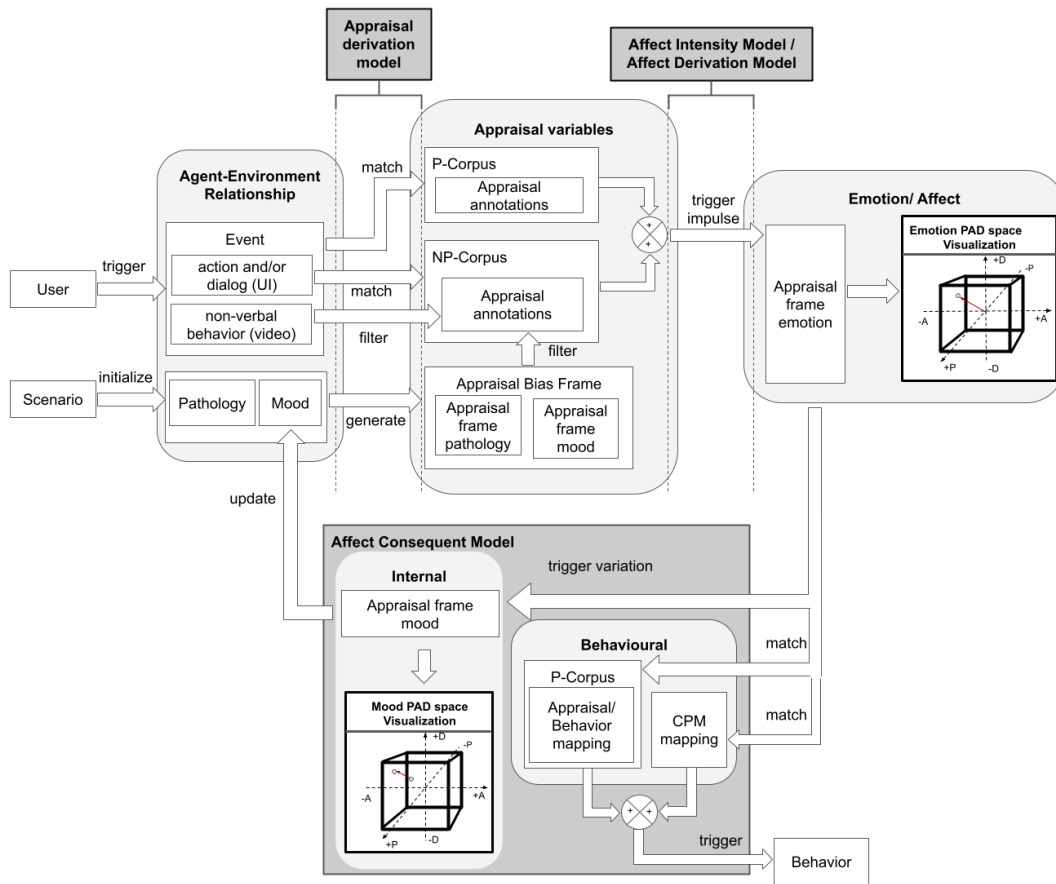 Appraisal
derivation
model
Affect Intensity Model /
Affect Derivation Model
Agent-Environment
Relationship
Event
action and/or
dialog (UI)
non-verbal
behavior (video)
Pathology
Mood
User
trigger
Scenario
initialize
match
match
filter
generate
Appraisal variables
P-Corpus
Appraisal
annotations
NP-Corpus
Appraisal
annotations
filter
Appraisal Bias Frame
Appraisal
frame
pathology
Appraisal
frame
mood
+
+
trigger
impulse
Emotion/ Affect
Appraisal
frame
emotion
Emotion PAD space
Visualization
+D
-P
-A
+A
+P
-D
update
Affect Consequent Model
Internal
Appraisal frame
mood
Mood PAD space
Visualization
+D
-P
-A
+A
+P
-D
trigger variation
Behavioural
P-Corpus
Appraisal/
Behavior
mapping
CPM
mapping
match
match
+ +
trigger
Behavior